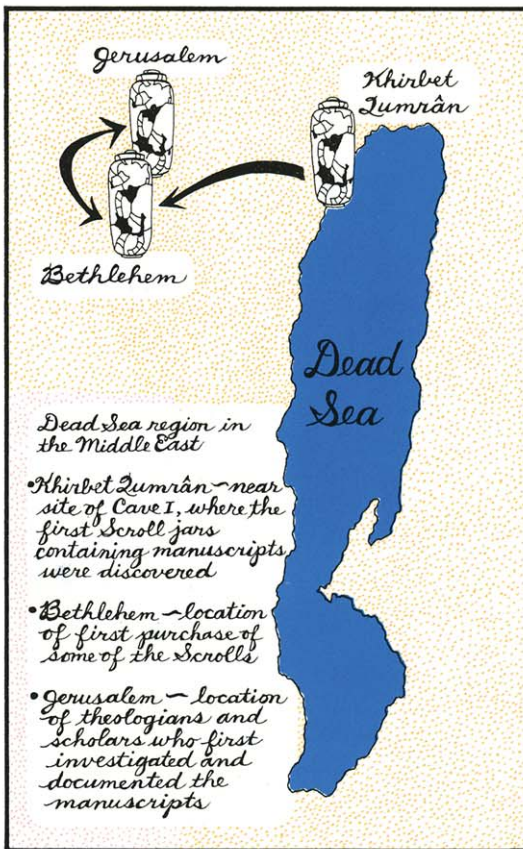 Jerusalem
Khirbet
Qumrân
Bethlehem
Dead
Sea
Dead Sea region in
the Middle East
•Khirbet Qumrân—near
site of Cave I, where the
first Scroll jars
containing manuscripts
were discovered
•Bethlehem—location
of first purchase of
some of the Scrolls
•Jerusalem—location
of theologians and
scholars who first
investigated and
documented the
manuscripts